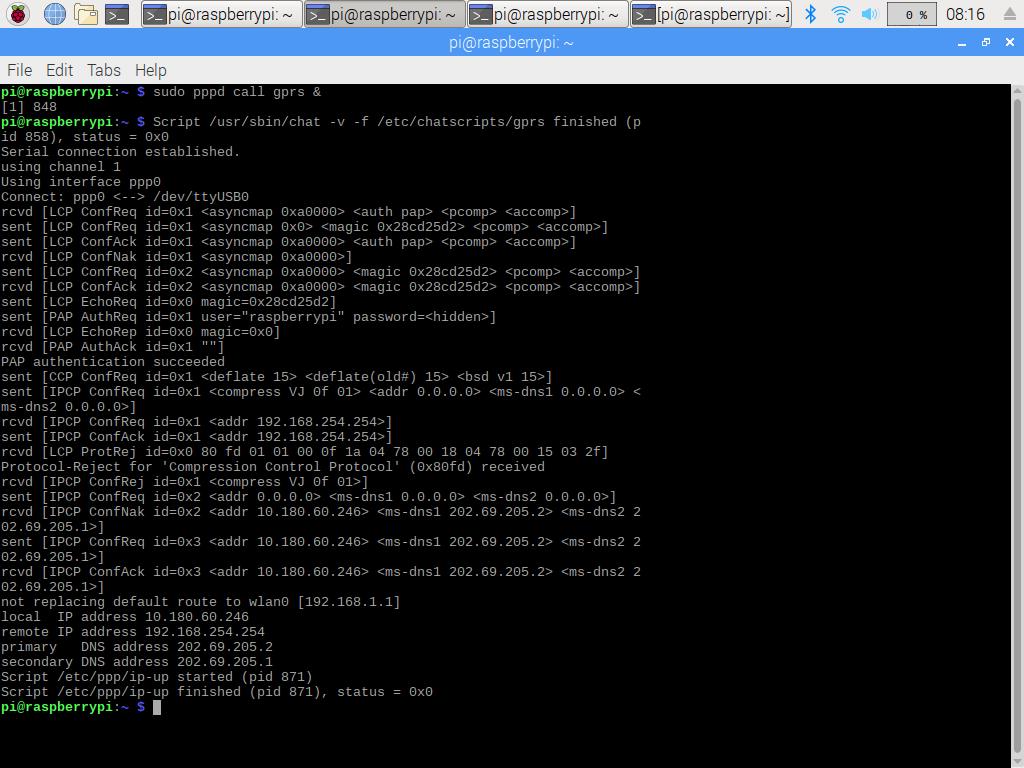 pi@raspberrypi: ~
pi@raspberrypi: ~
pi@raspberrypi: ~
[pi@raspberrypi: ~]
0 %
08:16
pi@raspberrypi: ~
File Edit Tabs Help
pi@raspberrypi:~ $ sudo pppd call gprs &
[1] 848
pi@raspberrypi:~ $ Script /usr/sbin/chat -v -f /etc/chatscripts/gprs finished (p
id 858), status = 0x0
Serial connection established.
using channel 1
Using interface ppp0
Connect: ppp0 <--> /dev/ttyUSB0
rcvd [LCP ConfReq id=0x1 <asyncmap 0xa0000> <auth pap> <pcomp> <accomp>]
sent [LCP ConfReq id=0x1 <asyncmap 0x0> <magic 0x28cd25d2> <pcomp> <accomp>]
sent [LCP ConfAck id=0x1 <asyncmap 0xa0000> <auth pap> <pcomp> <accomp>]
rcvd [LCP ConfNak id=0x1 <asyncmap 0xa0000>]
sent [LCP ConfReq id=0x2 <asyncmap 0xa0000> <magic 0x28cd25d2> <pcomp> <accomp>]
rcvd [LCP ConfAck id=0x2 <asyncmap 0xa0000> <magic 0x28cd25d2> <pcomp> <accomp>]
sent [LCP EchoReq id=0x0 magic=0x28cd25d2]
sent [PAP AuthReq id=0x1 user="raspberrypi" password=<hidden>]
rcvd [LCP EchoRep id=0x0 magic=0x0]
rcvd [PAP AuthAck id=0x1 ""]
PAP authentication succeeded
sent [CCP ConfReq id=0x1 <deflate 15> <deflate(old#) 15> <bsd v1 15>]
sent [IPCP ConfReq id=0x1 <compress VJ 0f 01> <addr 0.0.0.0> <ms-dns1 0.0.0.0> <
ms-dns2 0.0.0.0>]
rcvd [IPCP ConfReq id=0x1 <addr 192.168.254.254>]
sent [IPCP ConfAck id=0x1 <addr 192.168.254.254>]
rcvd [LCP ProtRej id=0x0 80 fd 01 01 00 0f 1a 04 78 00 18 04 78 00 15 03 2f]
Protocol-Reject for 'Compression Control Protocol' (0x80fd) received
rcvd [IPCP ConfRej id=0x1 <compress VJ 0f 01>]
sent [IPCP ConfReq id=0x2 <addr 0.0.0.0> <ms-dns1 0.0.0.0> <ms-dns2 0.0.0.0>]
rcvd [IPCP ConfNak id=0x2 <addr 10.180.60.246> <ms-dns1 202.69.205.2> <ms-dns2 2
02.69.205.1>]
sent [IPCP ConfReq id=0x3 <addr 10.180.60.246> <ms-dns1 202.69.205.2> <ms-dns2 2
02.69.205.1>]
rcvd [IPCP ConfAck id=0x3 <addr 10.180.60.246> <ms-dns1 202.69.205.2> <ms-dns2 2
02.69.205.1>]
not replacing default route to wlan0 [192.168.1.1]
local  IP address 10.180.60.246
remote IP address 192.168.254.254
primary   DNS address 202.69.205.2
secondary DNS address 202.69.205.1
Script /etc/ppp/ip-up started (pid 871)
Script /etc/ppp/ip-up finished (pid 871), status = 0x0
pi@raspberrypi:~ $